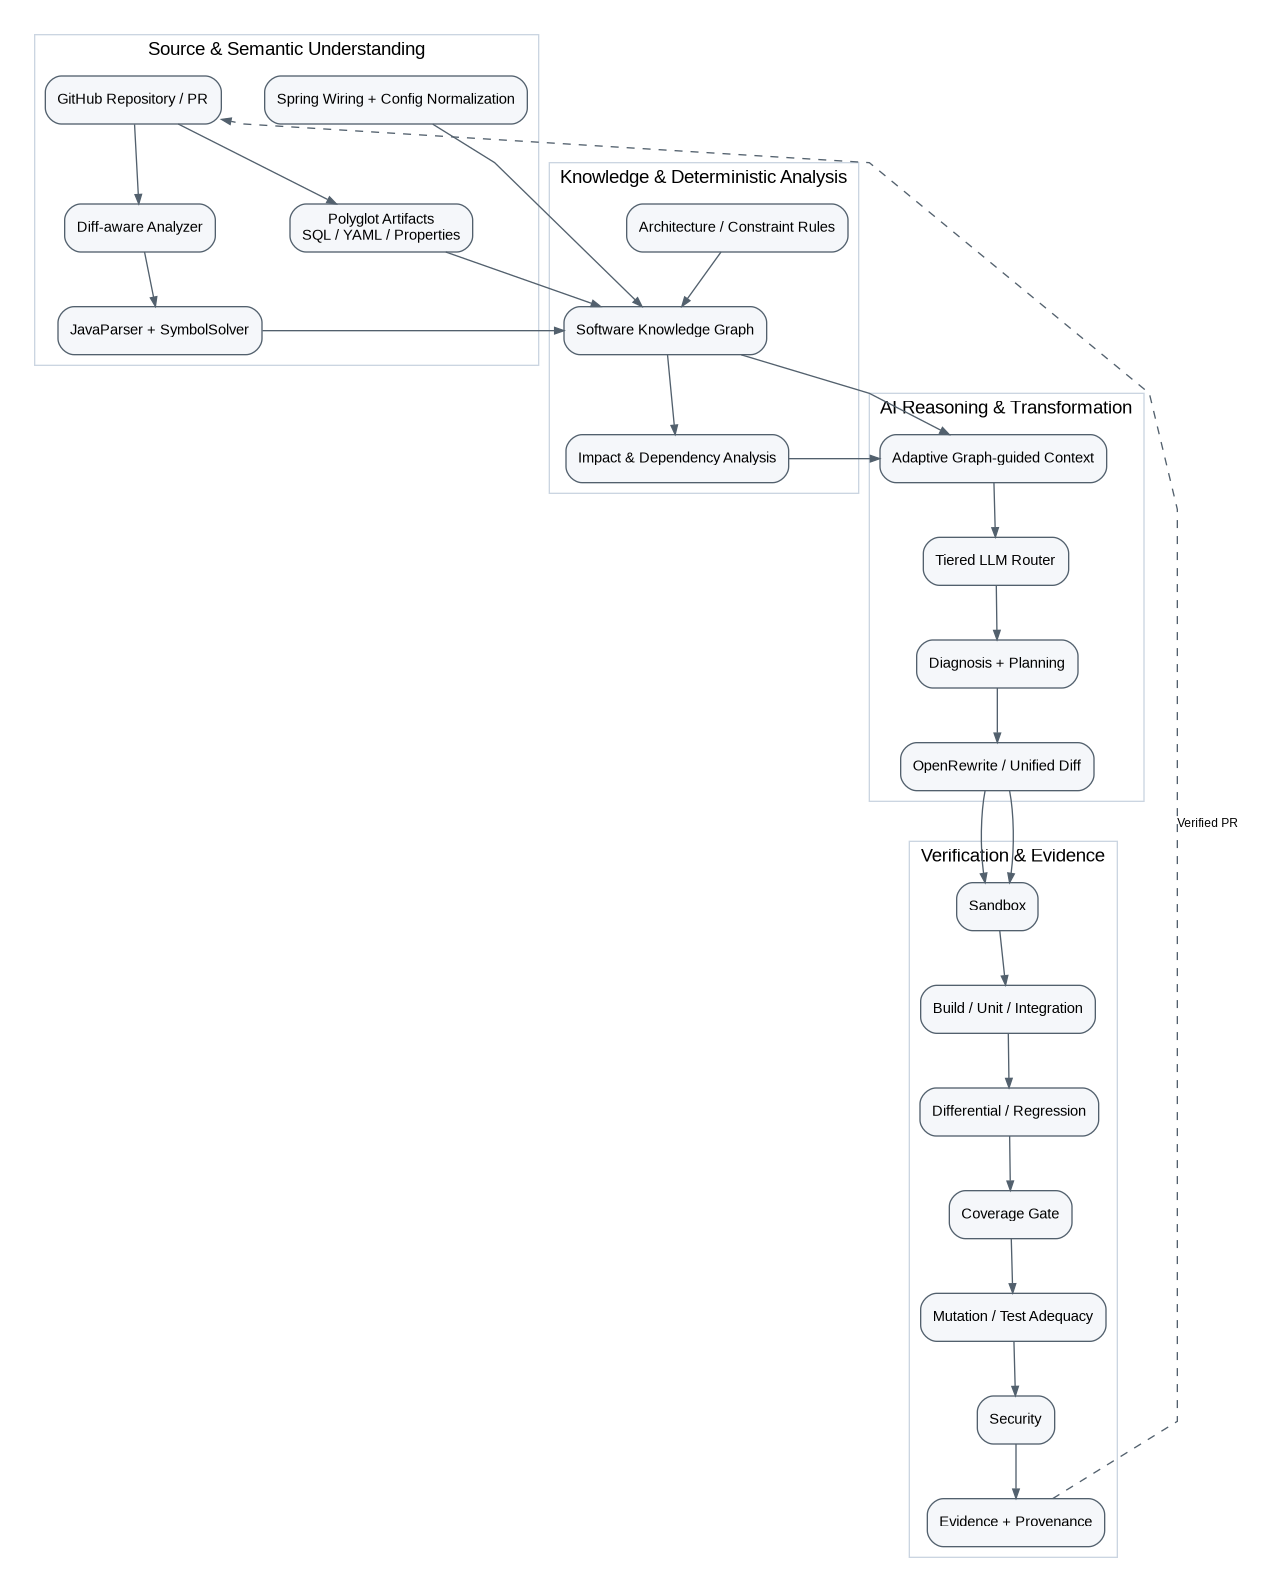 Source & Semantic Understanding
GitHub Repository / PR
Spring Wiring + Config Normalization
Diff-aware Analyzer
Polyglot Artifacts
SQL / YAML / Properties
JavaParser + SymbolSolver
Knowledge & Deterministic Analysis
Architecture / Constraint Rules
Software Knowledge Graph
Impact & Dependency Analysis
AI Reasoning & Transformation
Adaptive Graph-guided Context
Tiered LLM Router
Diagnosis + Planning
OpenRewrite / Unified Diff
Verified PR
Verification & Evidence
Sandbox
Build / Unit / Integration
Differential / Regression
Coverage Gate
Mutation / Test Adequacy
Security
Evidence + Provenance